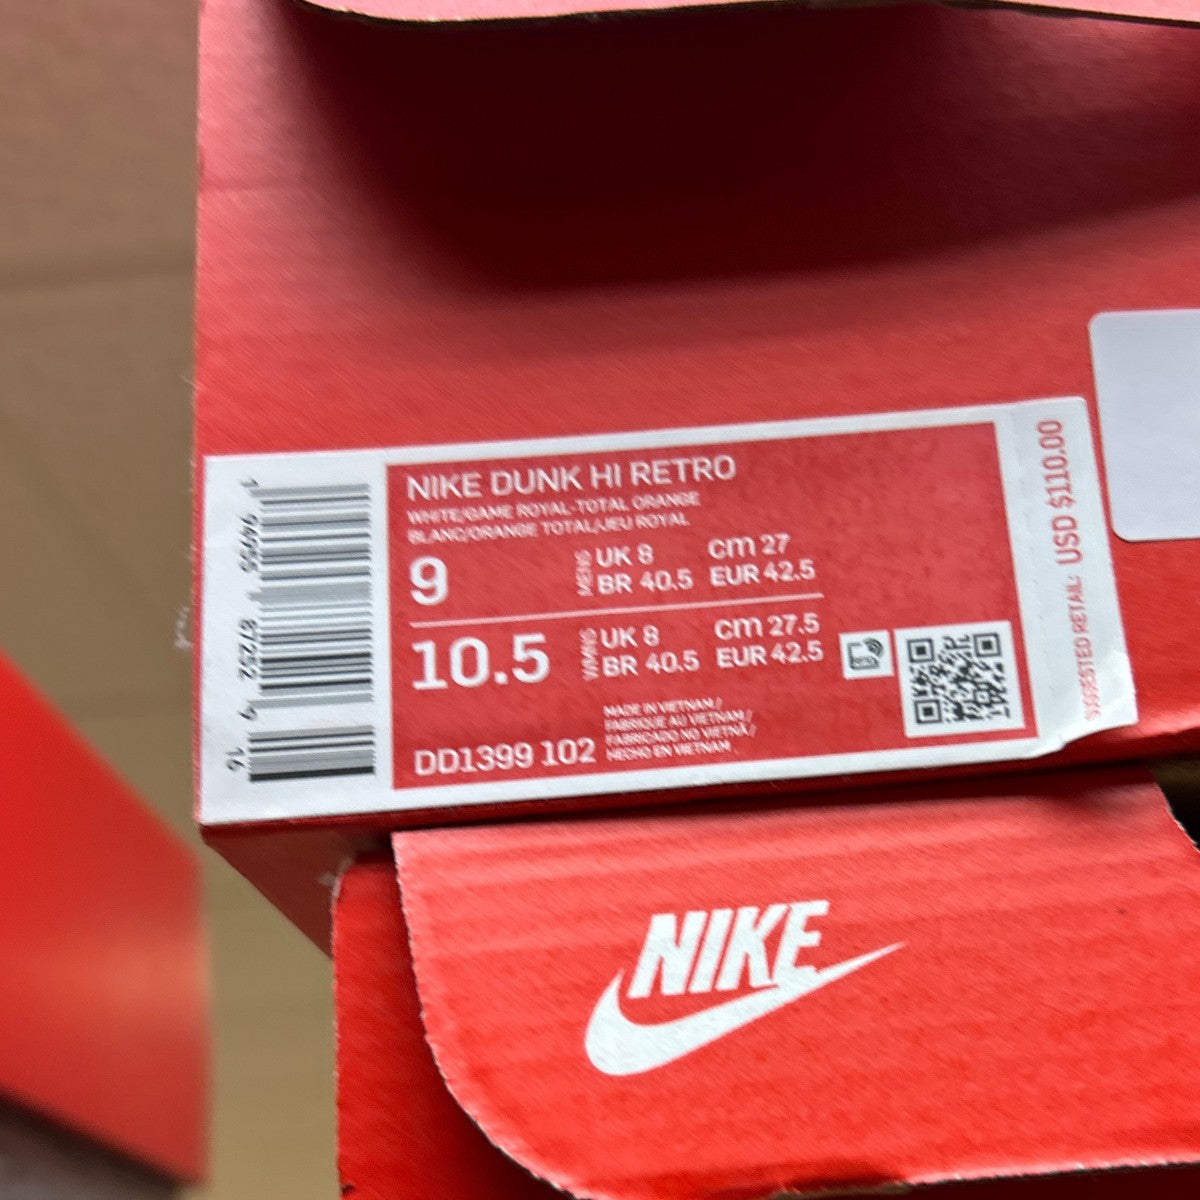 NIKE DUNK HI RETRO
WHITE/GAME ROYAL-TOTAL ORANGE
BLANC/ORANGE TOTAL/JEU ROYAL
9 MENS UK 8 cm 27
BR 40.5 EUR 42.5
10.5 WMNS UK 8 cm 27.5
BR 40.5 EUR 42.5
DD1399 102
MADE IN VIETNAM /
FABRIQUE AU VIETNAM /
FABRICADO NO VIETNÃ /
HECHO EN VIETNAM
SUGGESTED RETAIL: USD $110.00
NIKE